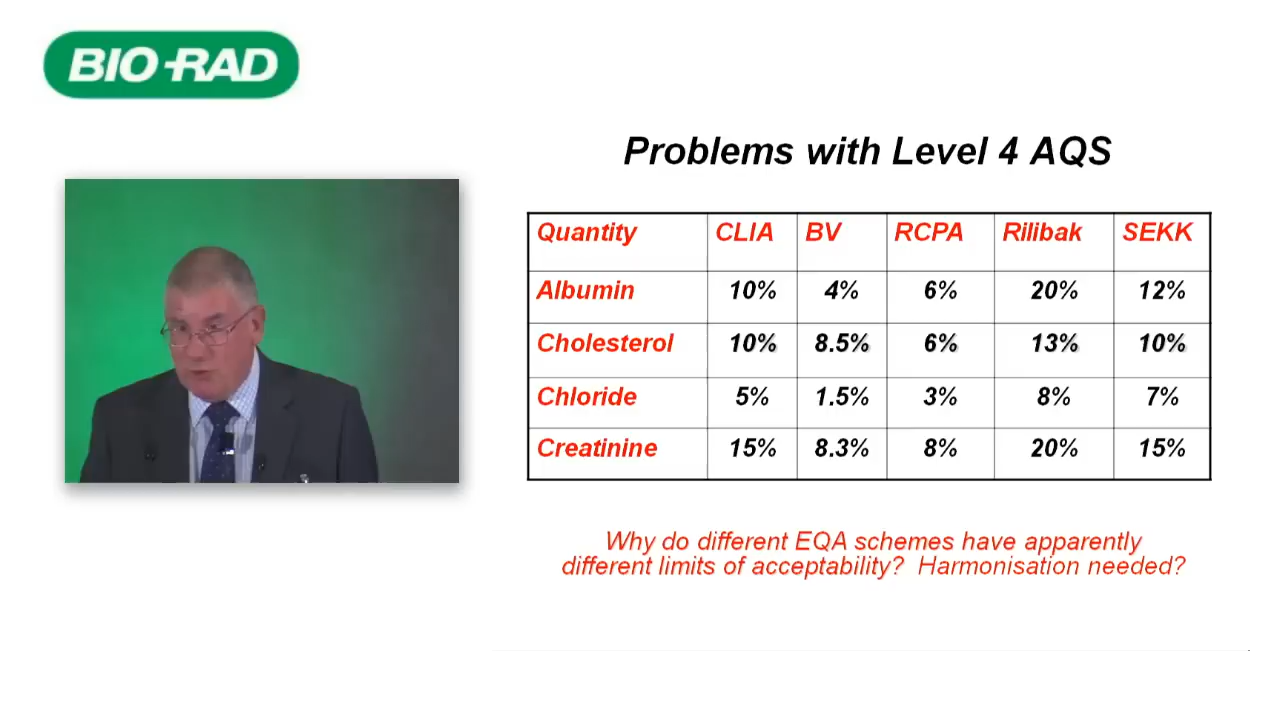 BIO-RAD
Problems with Level 4 AQS
Quantity CLIA BV RCPA Rilibak SEKK
Albumin 10% 4% 6% 20% 12%
Cholesterol 10% 8.5% 6% 13% 10%
Chloride 5% 1.5% 3% 8% 7%
Creatinine 15% 8.3% 8% 20% 15%
Why do different EQA schemes have apparently
different limits of acceptability? Harmonisation needed?